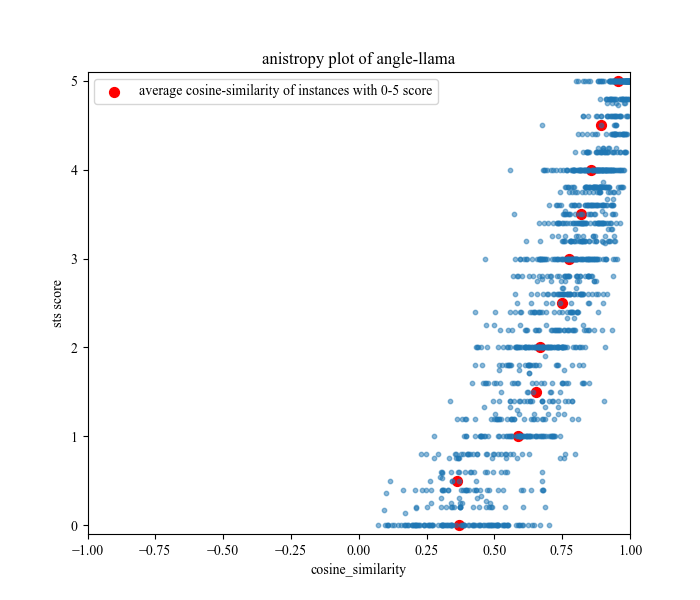 anistropy plot of angle-llama
average cosine-similarity of instances with 0-5 score
5
4
3
2
1
0
sts score
−1.00 −0.75 −0.50 −0.25 0.00 0.25 0.50 0.75 1.00
cosine_similarity